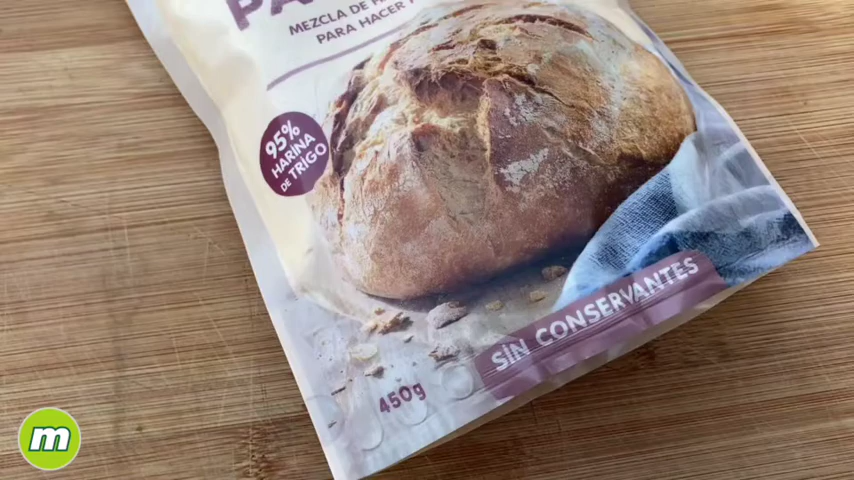 MEZCLA DE
PARA HACER
95%
HARINA
DE TRIGO
SIN CONSERVANTES
450g
m